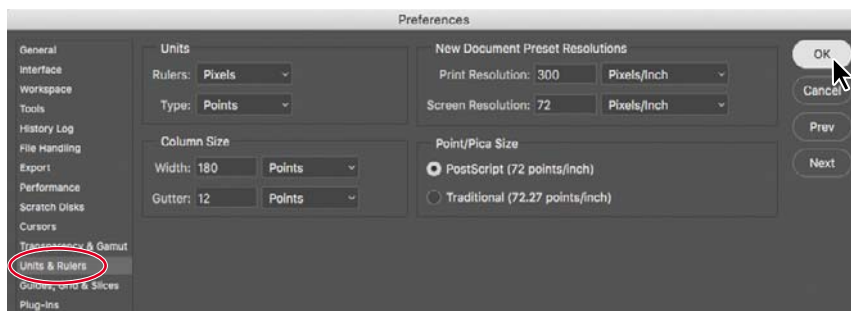 Preferences
General
Interface
Workspace
Tools
History Log
File Handling
Export
Performance
Scratch Disks
Cursors
Transparency & Gamut
Units & Rulers
Guides, Grid & Slices
Plug-Ins
Units
Rulers: Pixels
Type: Points
Column Size
Width: 180 Points
Gutter: 12 Points
New Document Preset Resolutions
Print Resolution: 300 Pixels/Inch
Screen Resolution: 72 Pixels/Inch
Point/Pica Size
PostScript (72 points/inch)
Traditional (72.27 points/inch)
OK
Cancel
Prev
Next